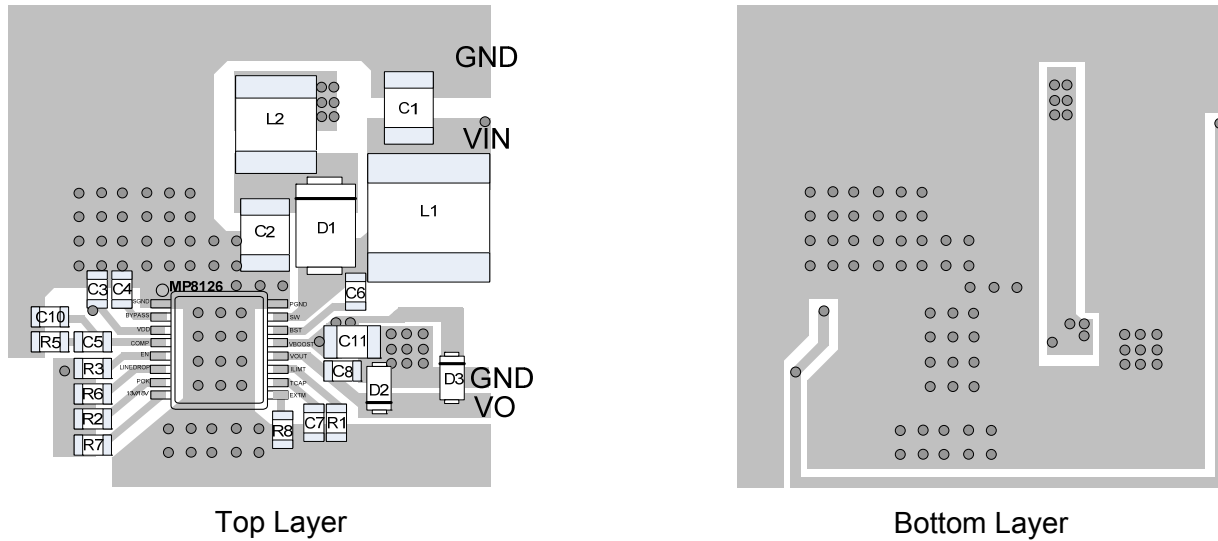 GND
L2
C1
VIN
L1
C2
D1
MP8126
C3
C4
SGND
PGND
C6
BYPASS
SW
C10
VDD
BST
R5
C5
COMP
VBOOST
C11
R3
EN
VOUT
C8
LINEDROP
ILIMT
D2
D3
GND
R6
POK
TCAP
VO
13V/18V
EXTM
R2
C7
R1
R8
R7
Top Layer
Bottom Layer